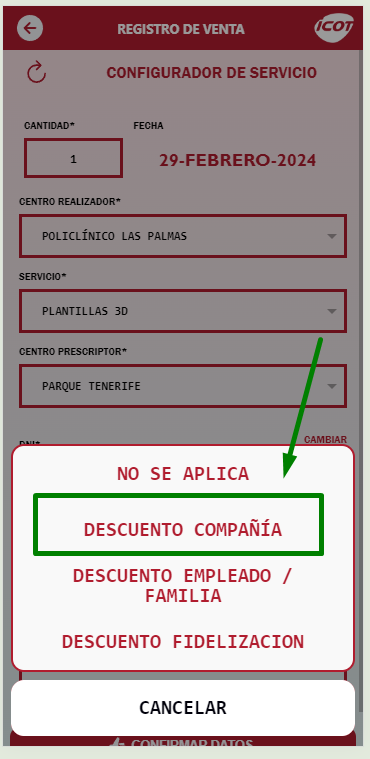 REGISTRO DE VENTA
iCOT
CONFIGURADOR DE SERVICIO
CANTIDAD* FECHA
1 29-FEBRERO-2024
CENTRO REALIZADOR*
POLICLÍNICO LAS PALMAS
SERVICIO*
PLANTILLAS 3D
CENTRO PRESCRIPTOR*
PARQUE TENERIFE
DNI* CAMBIAR
NO SE APLICA
DESCUENTO COMPAÑÍA
DESCUENTO EMPLEADO /
FAMILIA
DESCUENTO FIDELIZACION
CANCELAR
CONFIRMAR DATOS